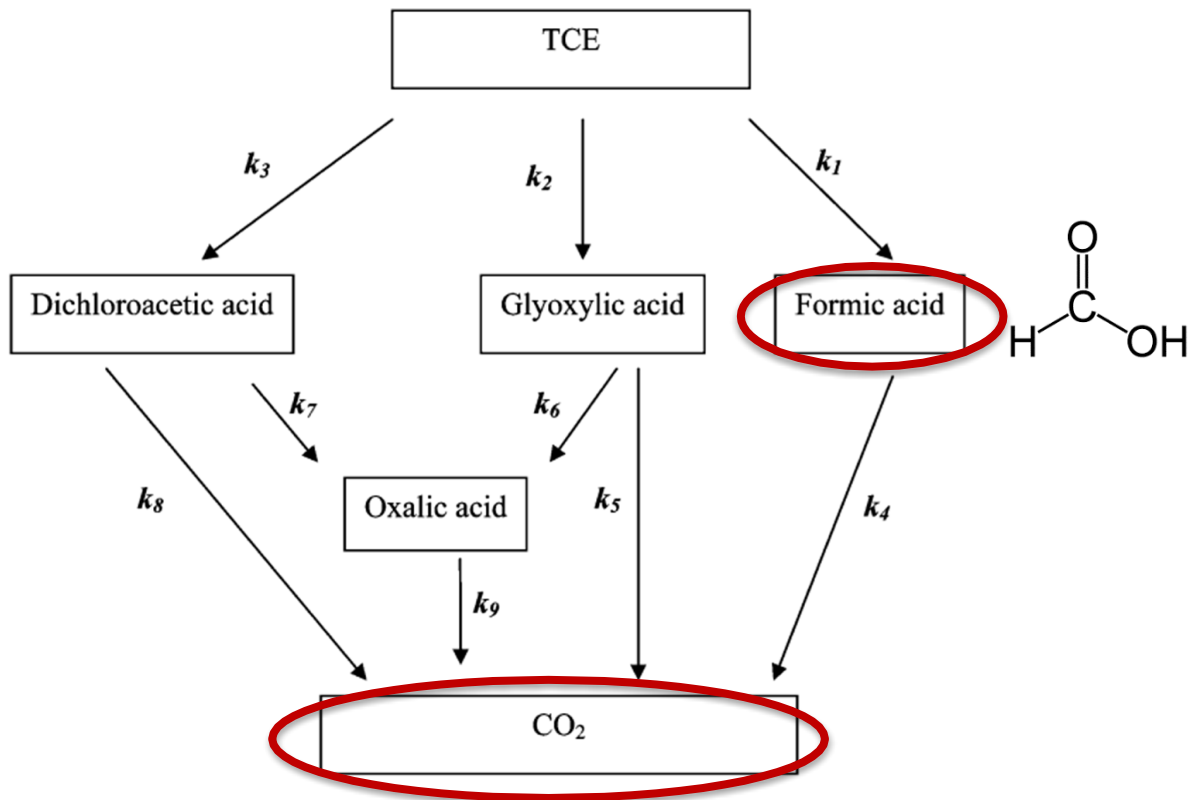 TCE
k3
k2
k1
Dichloroacetic acid
Glyoxylic acid
Formic acid
O
C
H
OH
k7
k6
k8
k5
k4
Oxalic acid
k9
CO2